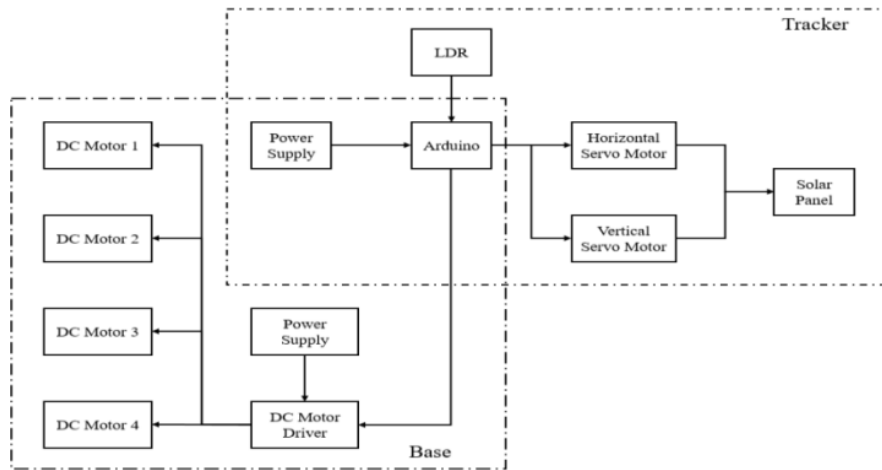 Tracker
LDR
DC Motor 1
Power
Supply
Arduino
Horizontal
Servo Motor
Solar
Panel
DC Motor 2
Vertical
Servo Motor
DC Motor 3
Power
Supply
DC Motor 4
DC Motor
Driver
Base